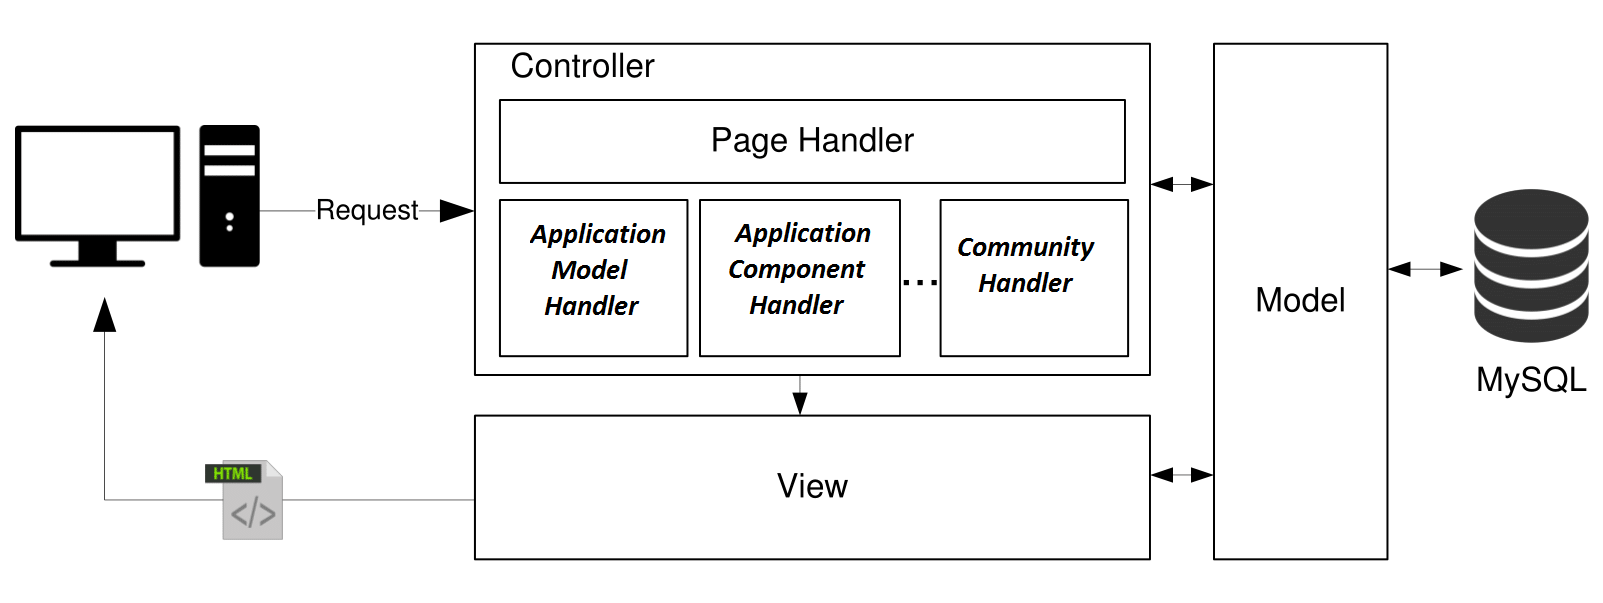 Controller
Page Handler
Request
Application
Model
Handler
Application
Component
Handler
...
Community
Handler
Model
MySQL
View
HTML
</>